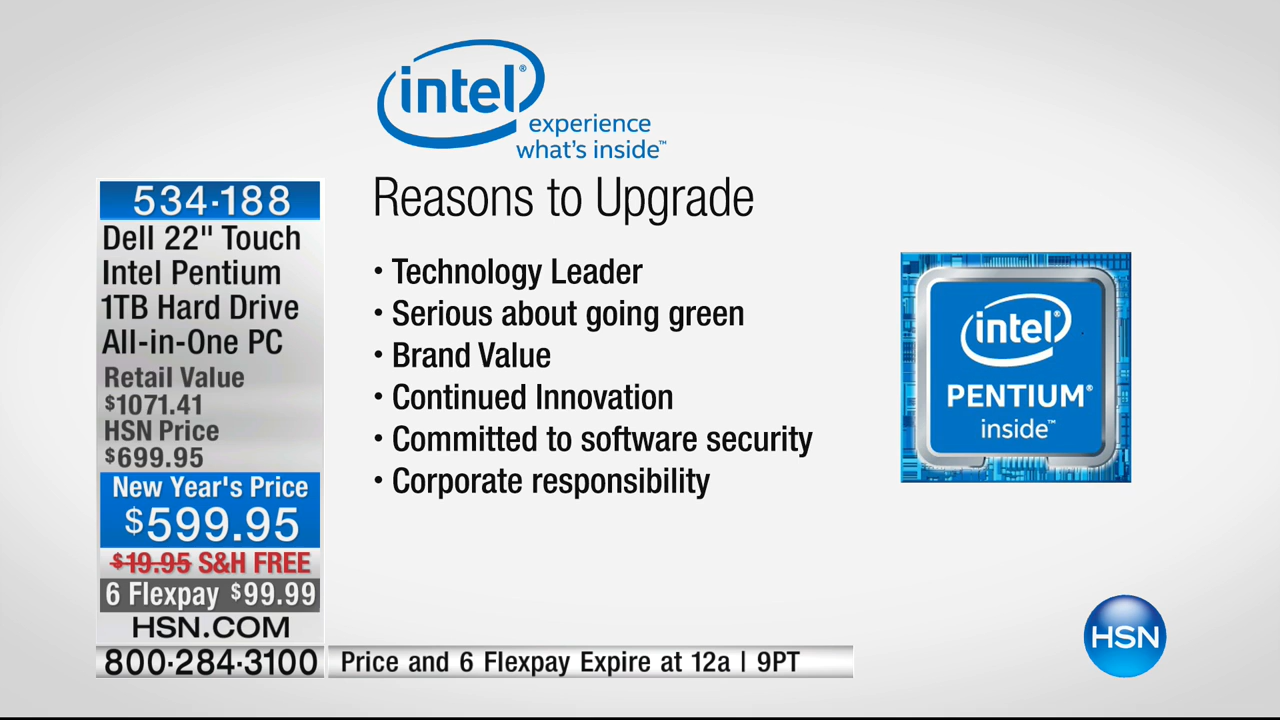 intel®
experience
what's inside™
Reasons to Upgrade
• Technology Leader
• Serious about going green
• Brand Value
• Continued Innovation
• Committed to software security
• Corporate responsibility
534·188
Dell 22" Touch
Intel Pentium
1TB Hard Drive
All-in-One PC
Retail Value
$1071.41
HSN Price
$699.95
New Year's Price
$599.95
$19.95 S&H FREE
6 Flexpay $99.99
HSN.COM
800·284·3100
Price and 6 Flexpay Expire at 12a | 9PT
intel®
PENTIUM®
inside™
HSN